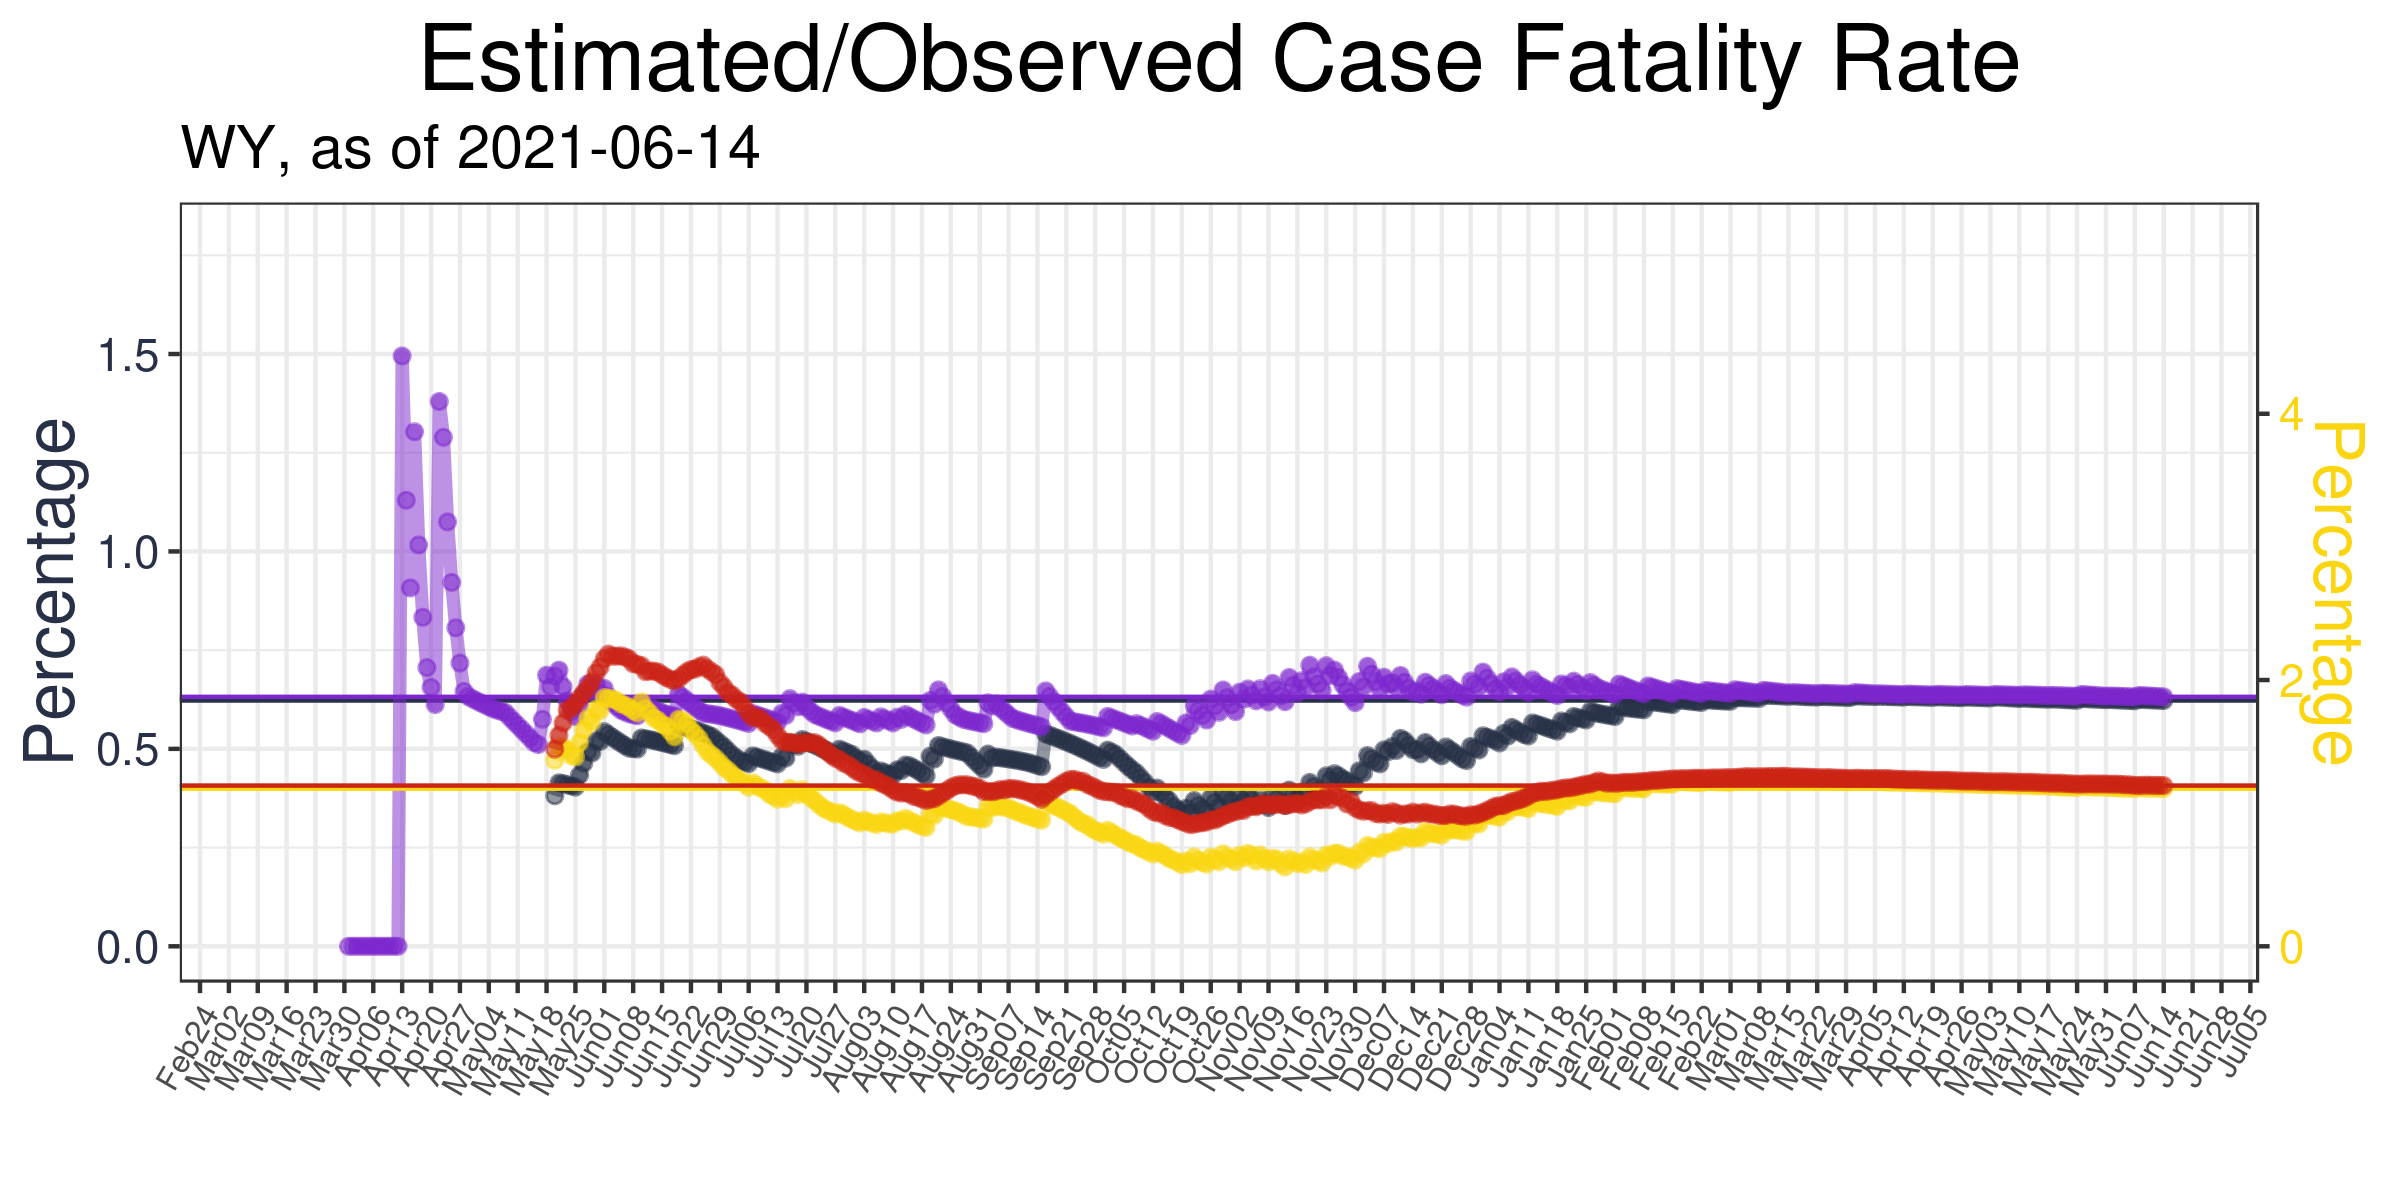 Estimated/Observed Case Fatality Rate
WY, as of 2021-06-14
Percentage
1.5
1.0
0.5
0.0
4
2
0
Percentage
Feb24
Mar02
Mar09
Mar16
Mar23
Mar30
Apr06
Apr13
Apr20
Apr27
May04
May11
May18
May25
Jun01
Jun08
Jun15
Jun22
Jun29
Jul06
Jul13
Jul20
Jul27
Aug03
Aug10
Aug17
Aug24
Aug31
Sep07
Sep14
Sep21
Sep28
Oct05
Oct12
Oct19
Oct26
Nov02
Nov09
Nov16
Nov23
Nov30
Dec07
Dec14
Dec21
Dec28
Jan04
Jan11
Jan18
Jan25
Feb01
Feb08
Feb15
Feb22
Mar01
Mar08
Mar15
Mar22
Mar29
Apr05
Apr12
Apr19
Apr26
May03
May10
May17
May24
May31
Jun07
Jun14
Jun21
Jun28
Jul05